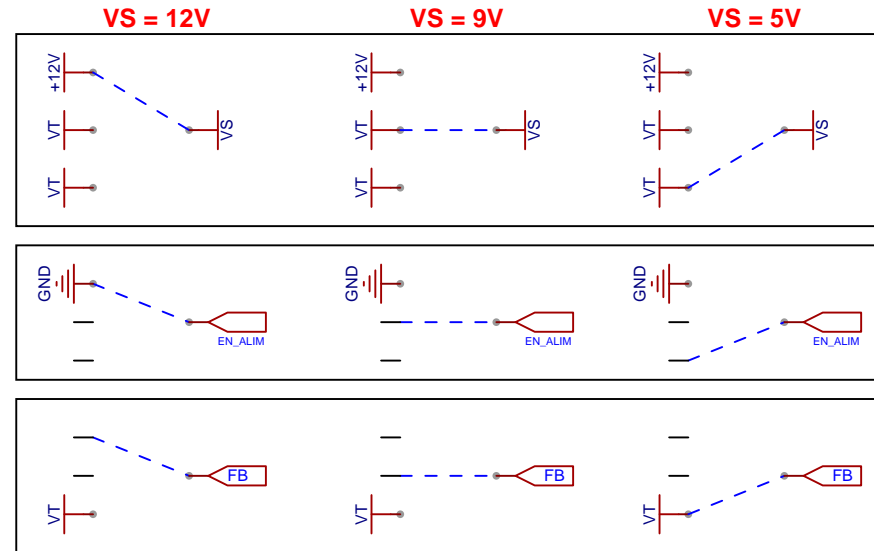 VS = 12V VS = 9V VS = 5V
+12V +12V +12V
VT VS VT VS VT VS
VT VT VT
GND GND GND
EN_ALIM EN_ALIM EN_ALIM
FB FB FB
VT VT VT